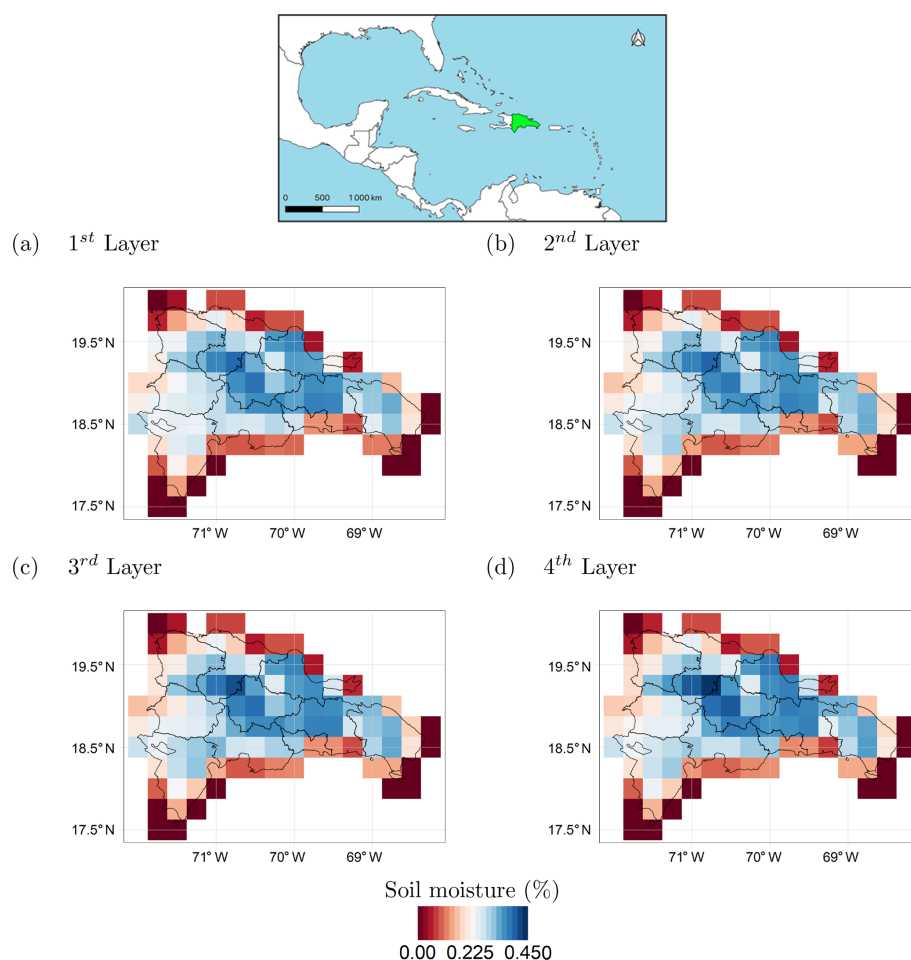 0 500 1 000 km
(a) 1st Layer (b) 2nd Layer
19.5°N 19.5°N
18.5°N 18.5°N
17.5°N 17.5°N
71°W 70°W 69°W 71°W 70°W 69°W
(c) 3rd Layer (d) 4th Layer
19.5°N 19.5°N
18.5°N 18.5°N
17.5°N 17.5°N
71°W 70°W 69°W 71°W 70°W 69°W
Soil moisture (%)
0.00 0.225 0.450